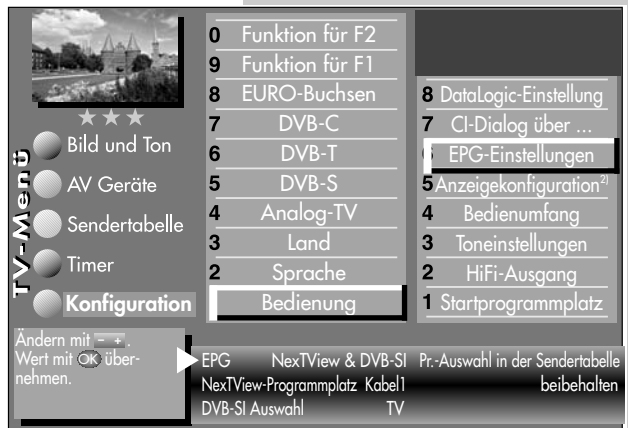 TV-Menü
Bild und Ton
AV Geräte
Sendertabelle
Timer
Konfiguration
0 Funktion für F2
9 Funktion für F1
8 EURO-Buchsen
7 DVB-C
6 DVB-T
5 DVB-S
4 Analog-TV
3 Land
2 Sprache
Bedienung
8 DataLogic-Einstellung
7 CI-Dialog über ...
6 EPG-Einstellungen
5 Anzeigekonfiguration2)
4 Bedienumfang
3 Toneinstellungen
2 HiFi-Ausgang
1 Startprogrammplatz
Ändern mit - + .
Wert mit OK über-
nehmen.
EPG NexTView & DVB-SI Pr.-Auswahl in der Sendertabelle
NexTView-Programmplatz Kabel1 beibehalten
DVB-SI Auswahl TV